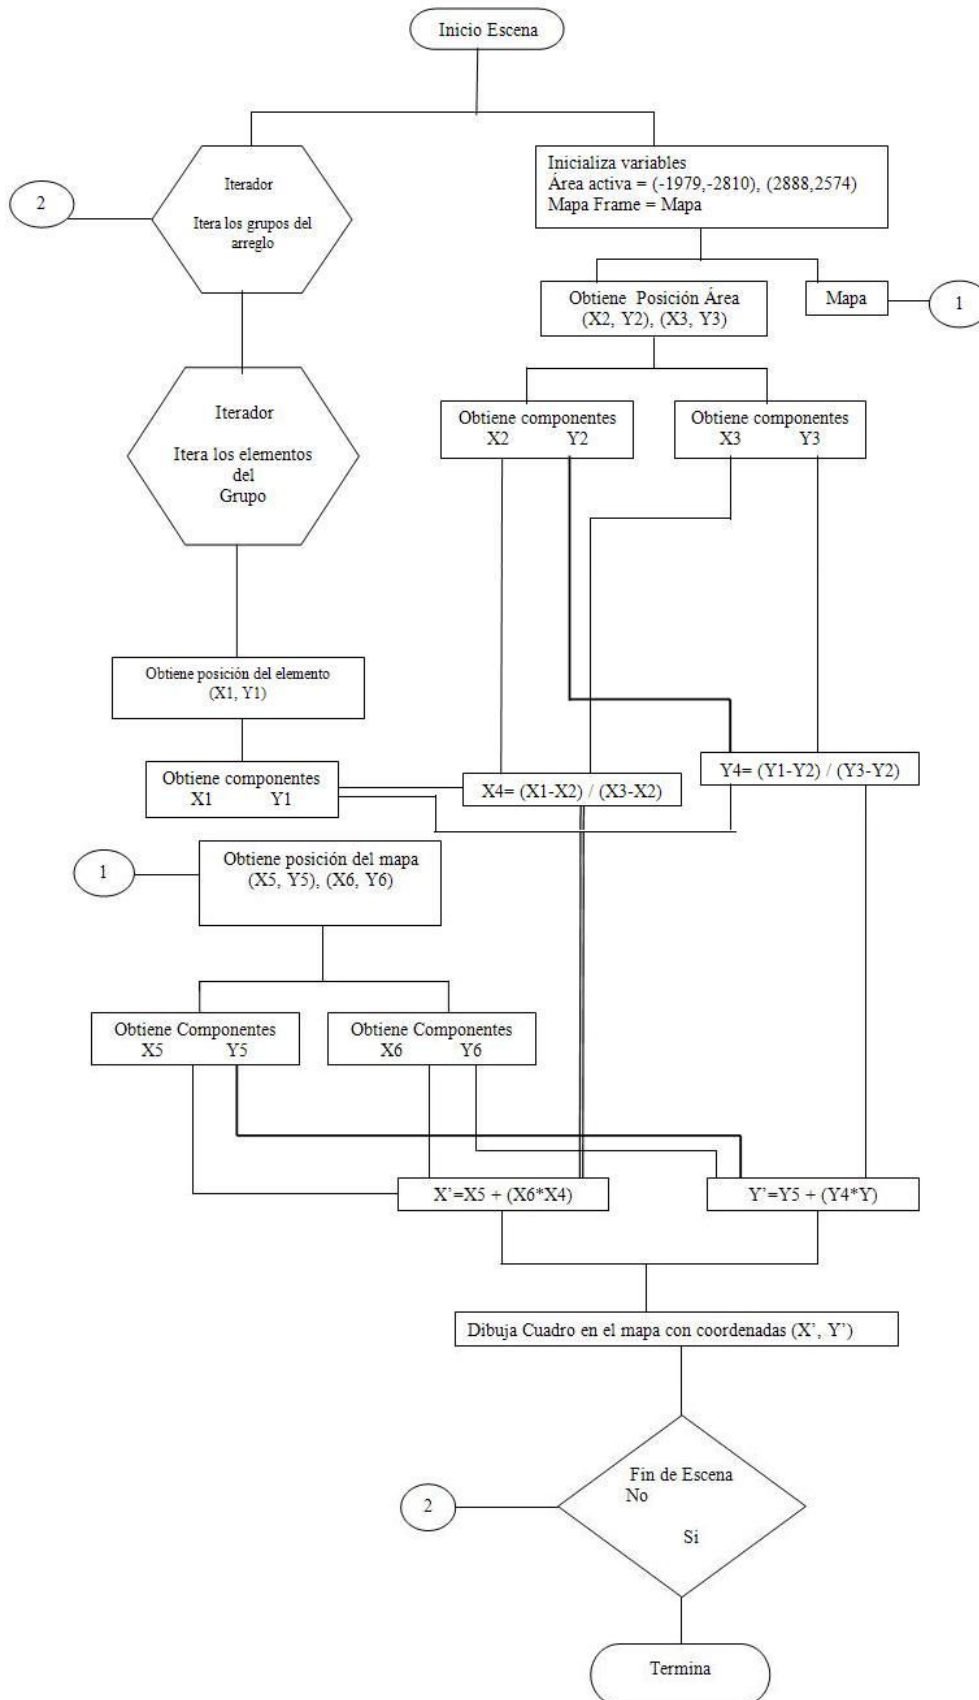 Inicio Escena
Iterador
Itera los grupos del
arreglo
2
Inicializa variables
Área activa = (-1979,-2810), (2888,2574)
Mapa Frame = Mapa
Obtiene Posición Área
(X2, Y2), (X3, Y3)
Mapa
1
Iterador
Itera los elementos
del
Grupo
Obtiene componentes
X2 Y2
Obtiene componentes
X3 Y3
Obtiene posición del elemento
(X1, Y1)
Obtiene componentes
X1 Y1
X4= (X1-X2) / (X3-X2)
Y4= (Y1-Y2) / (Y3-Y2)
1
Obtiene posición del mapa
(X5, Y5), (X6, Y6)
Obtiene Componentes
X5 Y5
Obtiene Componentes
X6 Y6
X’=X5 + (X6*X4)
Y’=Y5 + (Y4*Y)
Dibuja Cuadro en el mapa con coordenadas (X’, Y’)
Fin de Escena
No
Si
2
Termina